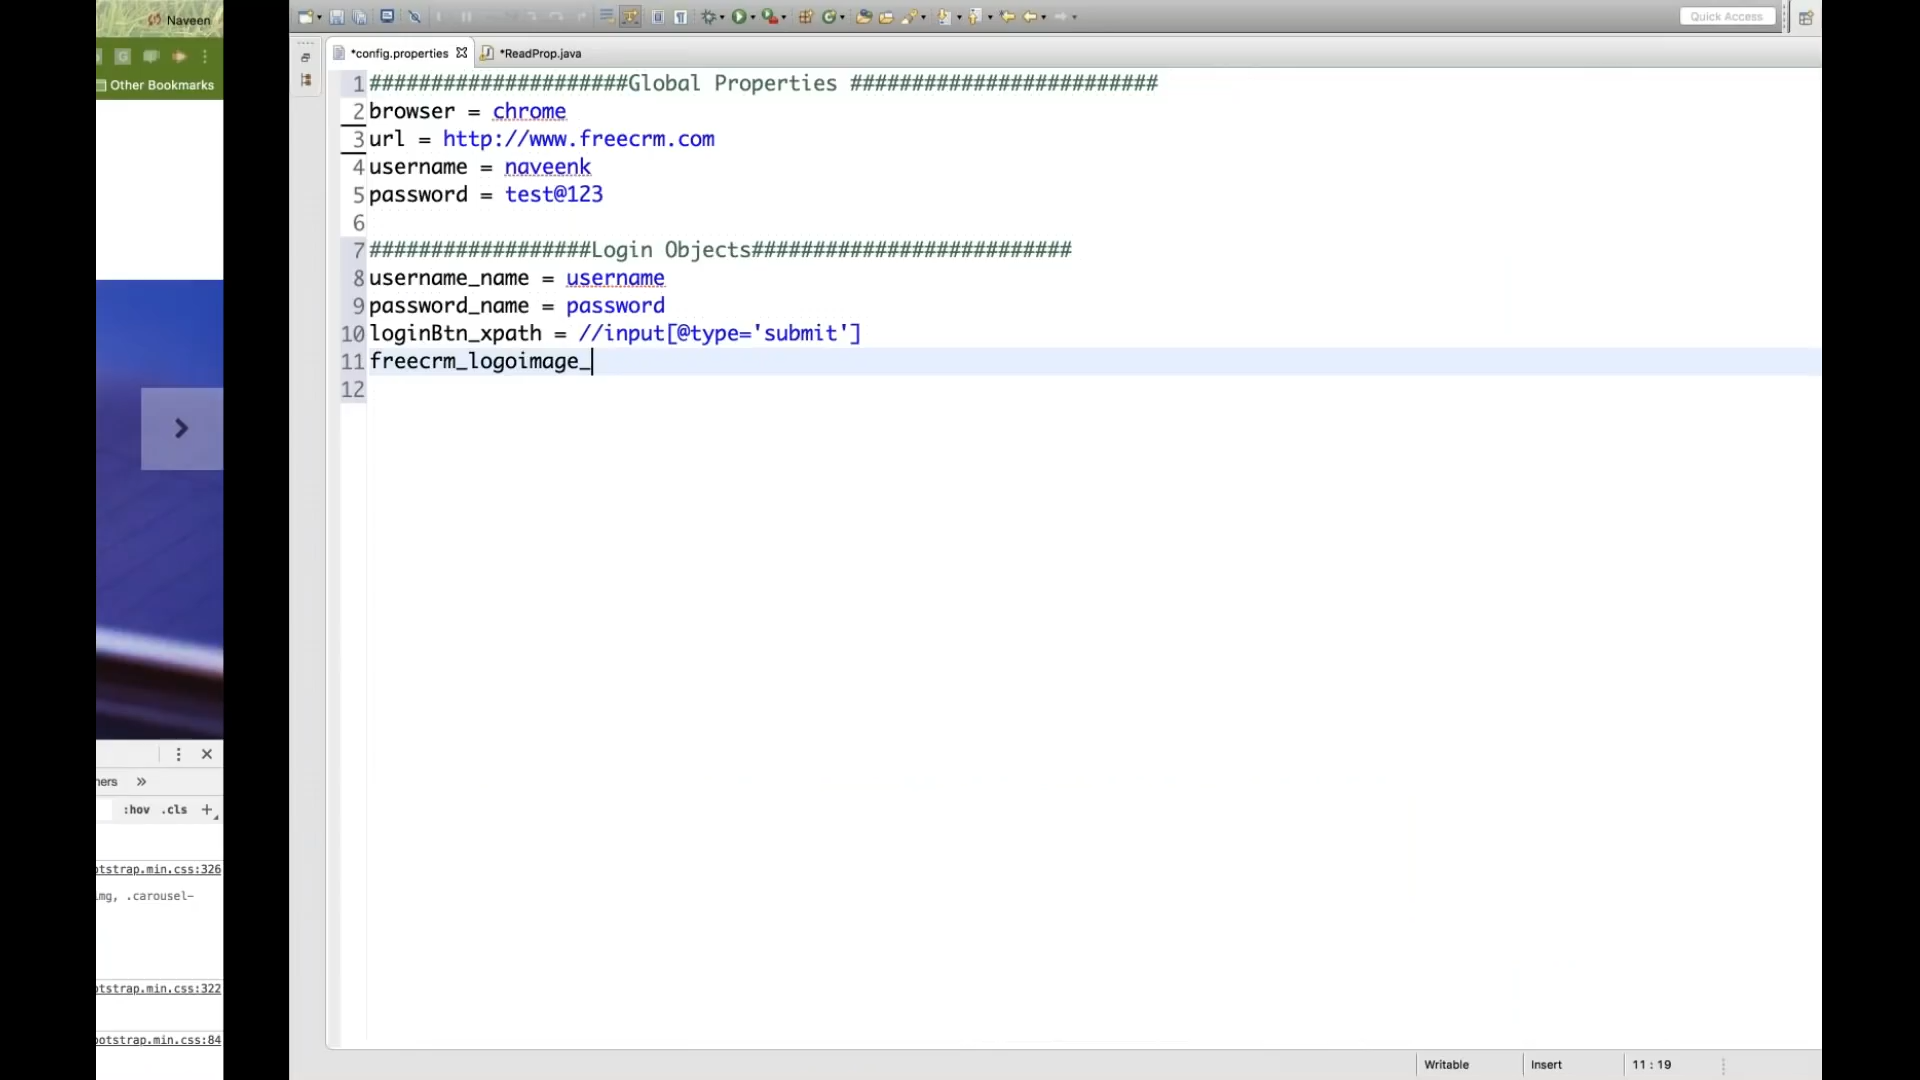 Naveen
Quick Access
G
*config.properties
*ReadProp.java
Other Bookmarks
1 #####################Global Properties #########################
2 browser = chrome
3 url = http://www.freecrm.com
4 username = naveenk
5 password = test@123
6
7 ##################Login Objects##########################
8 username_name = username
9 password_name = password
10 loginBtn_xpath = //input[@type='submit']
11 freecrm_logoimage_
12
ners »
:hov .cls +
otstrap.min.css:326
img, .carousel-
otstrap.min.css:322
otstrap.min.css:84
Writable
Insert
11 : 19